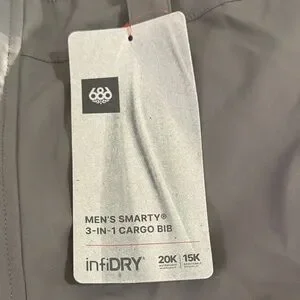 686
MEN'S SMARTY®
3-IN-1 CARGO BIB
infiDRY®
20K 15K